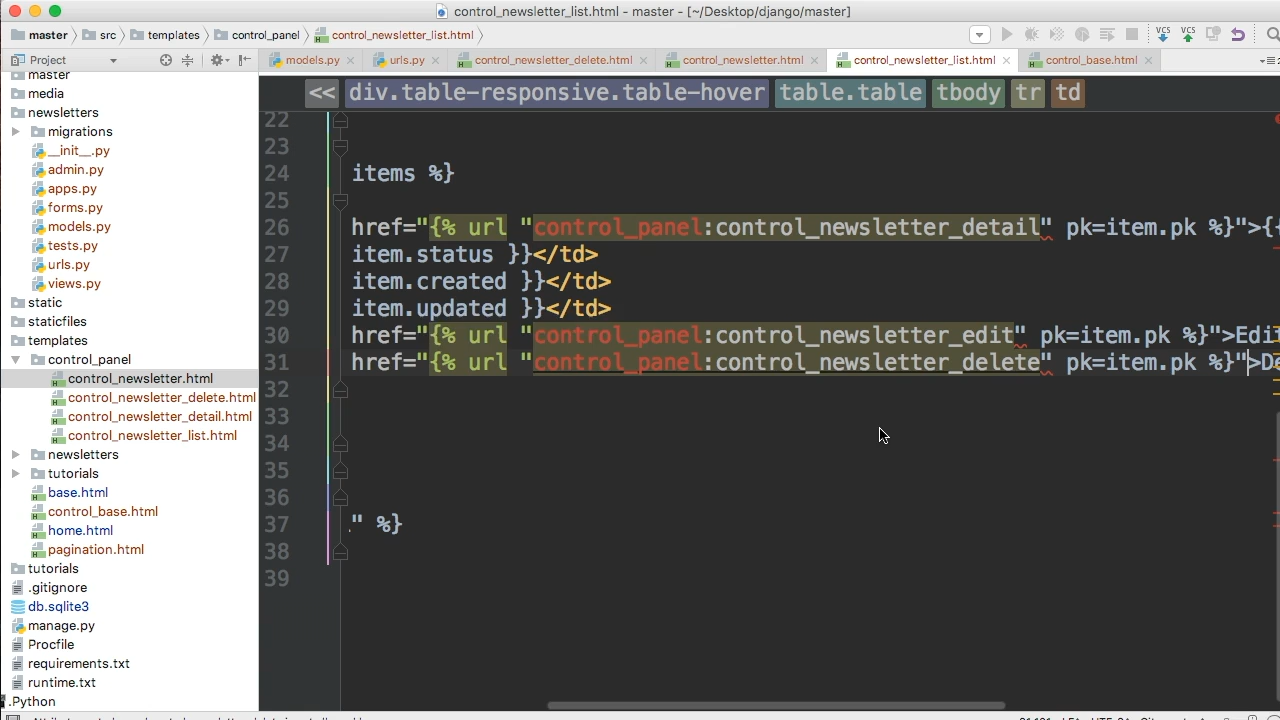 control_newsletter_list.html - master - [~/Desktop/django/master]
master src templates control_panel control_newsletter_list.html
VCS VCS
Project
models.py urls.py control_newsletter_delete.html control_newsletter.html control_newsletter_list.html control_base.html
<< div.table-responsive.table-hover table.table tbody tr td
master
media
newsletters
migrations
__init__.py
admin.py
apps.py
forms.py
models.py
tests.py
urls.py
views.py
static
staticfiles
templates
control_panel
control_newsletter.html
control_newsletter_delete.html
control_newsletter_detail.html
control_newsletter_list.html
newsletters
tutorials
base.html
control_base.html
home.html
pagination.html
tutorials
.gitignore
db.sqlite3
manage.py
Procfile
requirements.txt
runtime.txt
.Python
22
23
24 items %}
25
26 href="{% url "control_panel:control_newsletter_detail" pk=item.pk %}">{
27 item.status }}</td>
28 item.created }}</td>
29 item.updated }}</td>
30 href="{% url "control_panel:control_newsletter_edit" pk=item.pk %}">Edi
31 href="{% url "control_panel:control_newsletter_delete" pk=item.pk %}">De
32
33
34
35
36
37 ." %}
38
39